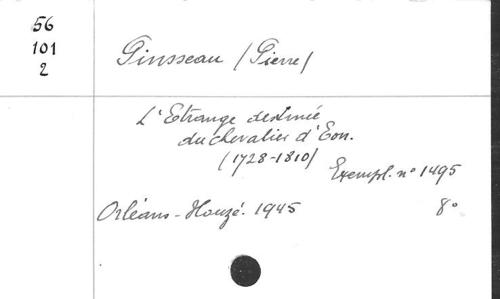 56
101
2
Pinsseau (Pierre)
L'Etrange destinée
du chevalier d'Eon.
(1728-1810)
Exempl. n° 1495
Orléans - Houzé. 1945 8°